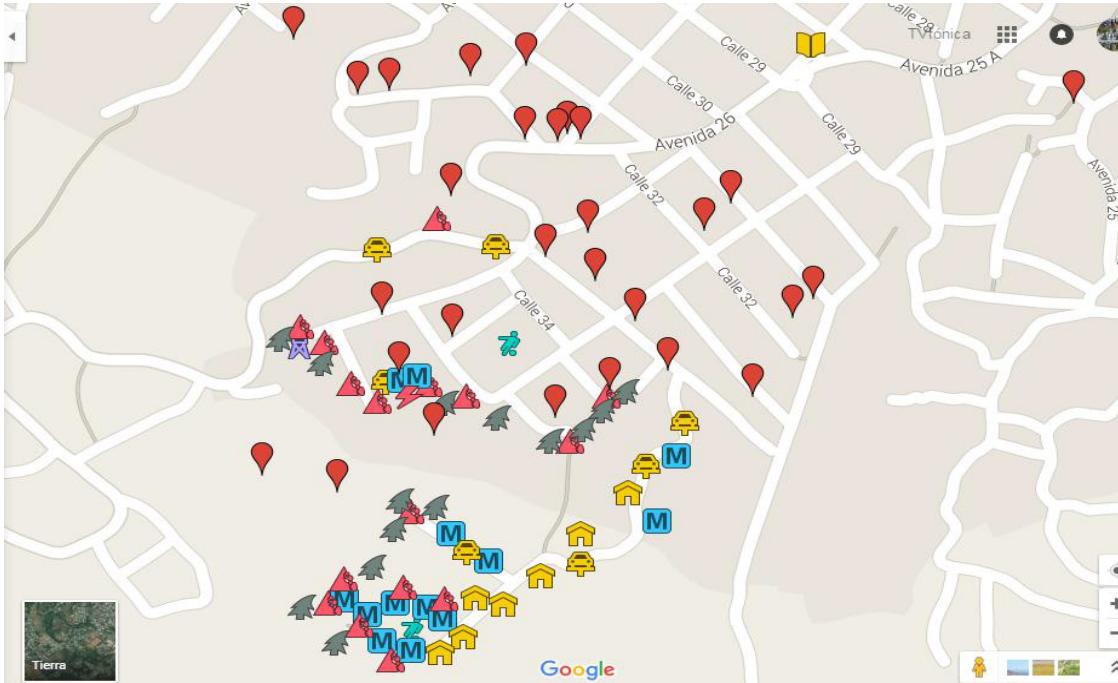 Calle 28
TVfónica
Calle 29
Avenida 25 A
Calle 30
Avenida 26
Calle 29
Calle 32
Avenida 25
Calle 32
Calle 34
M
M
M
M
M
M
M
M
M
M
M
M
M
Tierra
Google